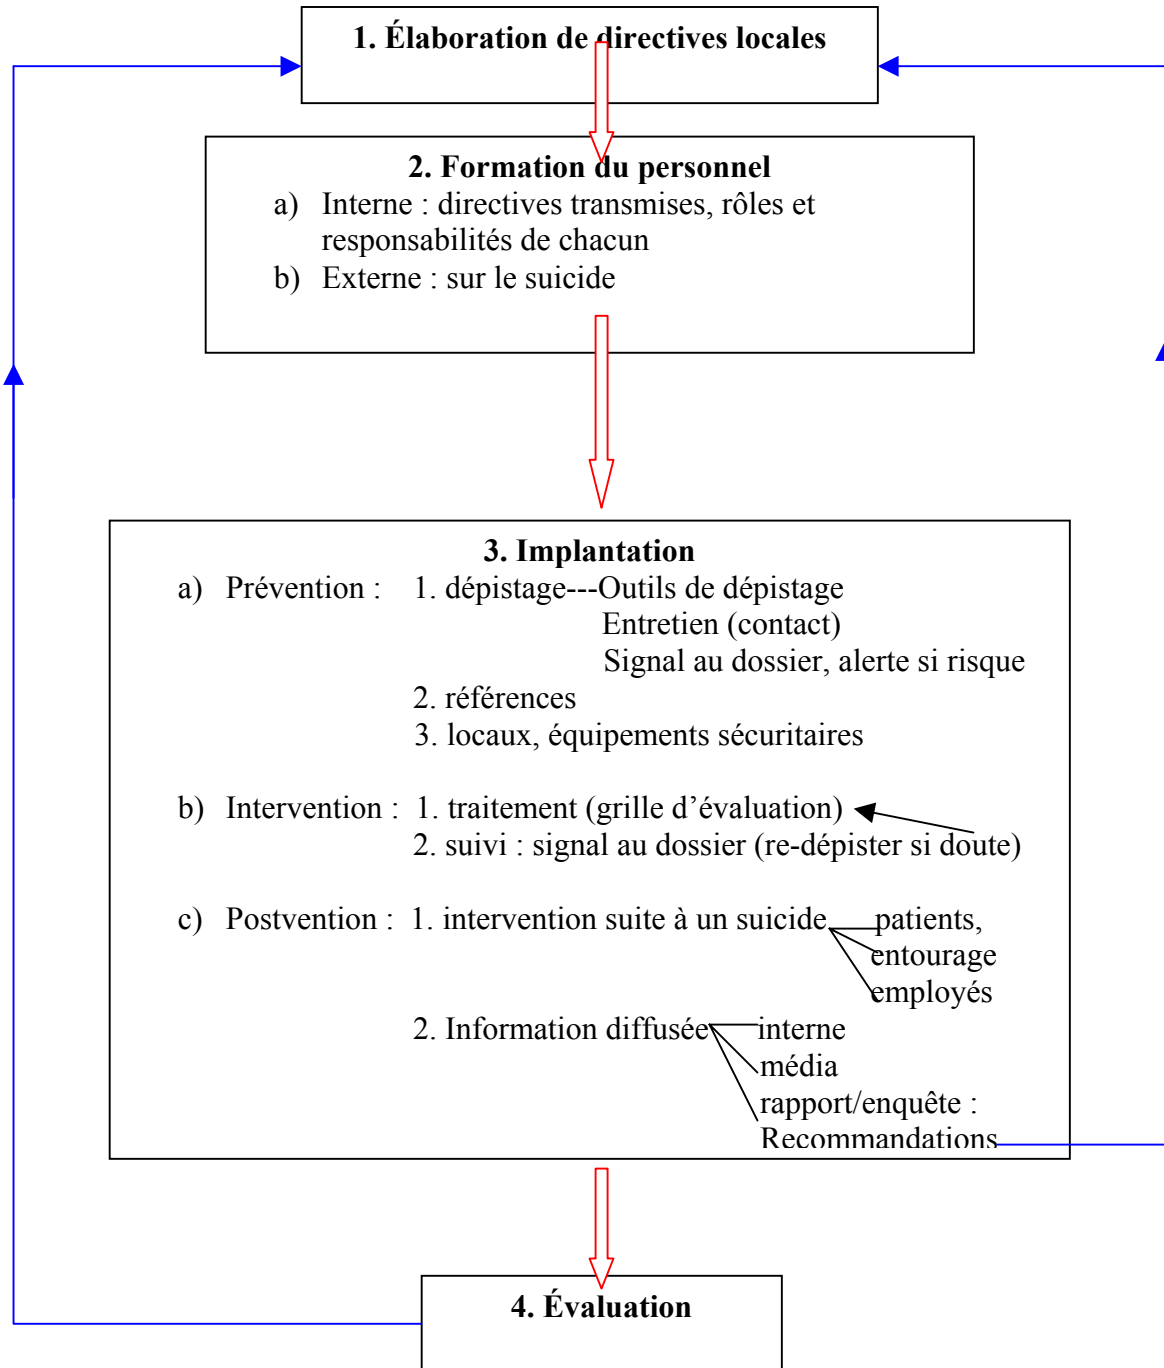 1. Élaboration de directives locales
2. Formation du personnel
a) Interne : directives transmises, rôles et
responsabilités de chacun
b) Externe : sur le suicide
3. Implantation
a) Prévention : 1. dépistage---Outils de dépistage
Entretien (contact)
Signal au dossier, alerte si risque
2. références
3. locaux, équipements sécuritaires
b) Intervention : 1. traitement (grille d’évaluation)
2. suivi : signal au dossier (re-dépister si doute)
c) Postvention : 1. intervention suite à un suicide patients,
entourage
employés
2. Information diffusée interne
média
rapport/enquête :
Recommandations
4. Évaluation